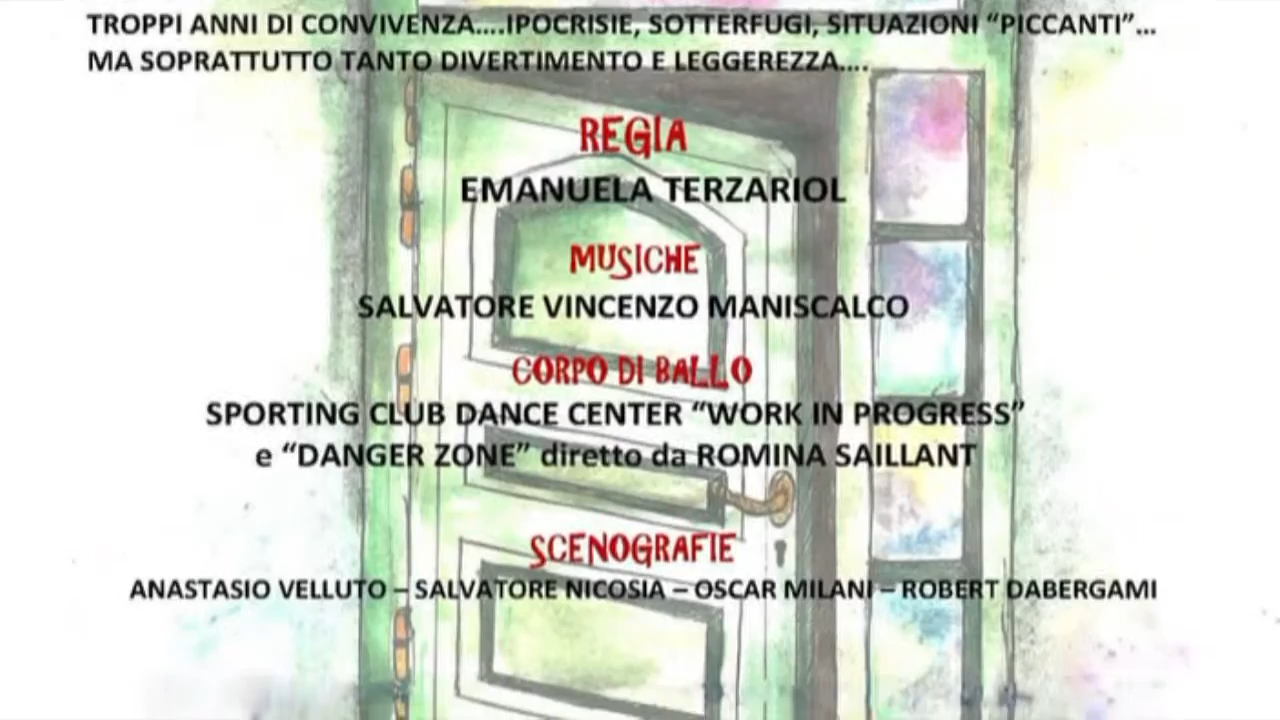 TROPPI ANNI DI CONVIVENZA....IPOCRISIE, SOTTERFUGI, SITUAZIONI “PICCANTI”...
MA SOPRATTUTTO TANTO DIVERTIMENTO E LEGGEREZZA....
REGIA
EMANUELA TERZARIOL
MUSICHE
SALVATORE VINCENZO MANISCALCO
CORPO DI BALLO
SPORTING CLUB DANCE CENTER “WORK IN PROGRESS”
e “DANGER ZONE” diretto da ROMINA SAILLANT
SCENOGRAFIE
ANASTASIO VELLUTO – SALVATORE NICOSIA – OSCAR MILANI – ROBERT DABERGAMI